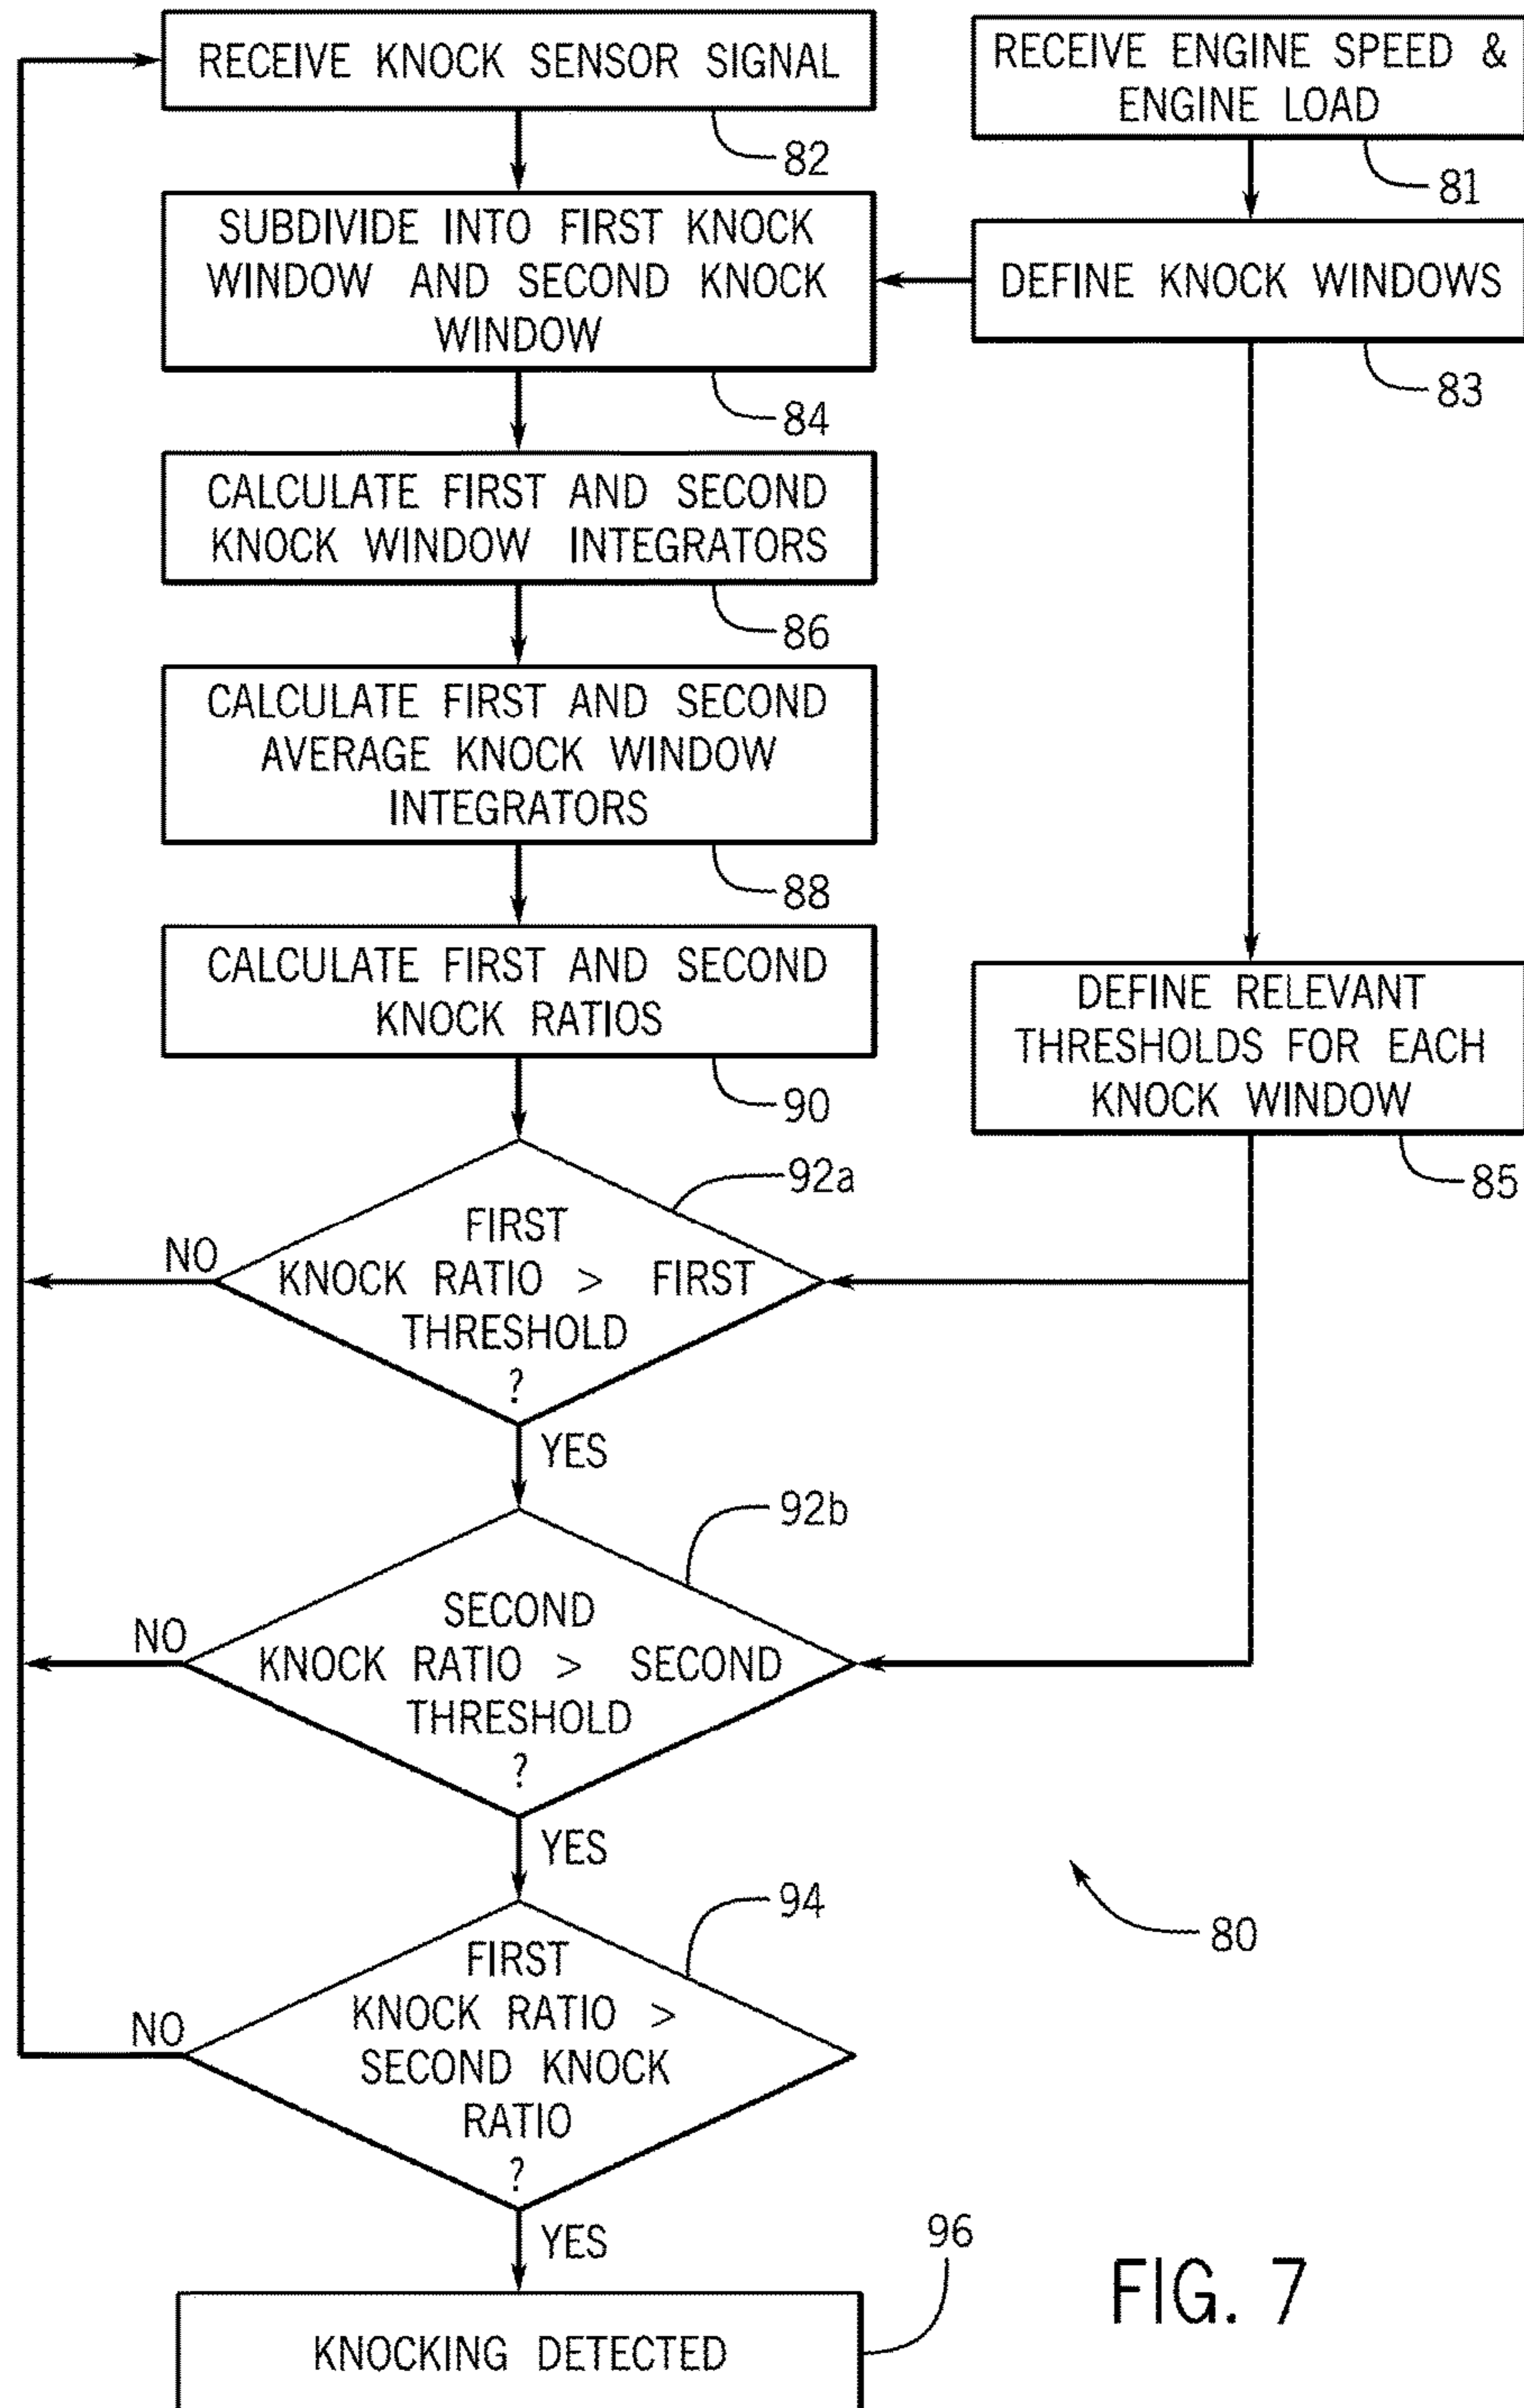 RECEIVE KNOCK SENSOR SIGNAL
82
RECEIVE ENGINE SPEED &
ENGINE LOAD
81
SUBDIVIDE INTO FIRST KNOCK
WINDOW AND SECOND KNOCK
WINDOW
84
DEFINE KNOCK WINDOWS
83
CALCULATE FIRST AND SECOND
KNOCK WINDOW INTEGRATORS
86
CALCULATE FIRST AND SECOND
AVERAGE KNOCK WINDOW
INTEGRATORS
88
CALCULATE FIRST AND SECOND
KNOCK RATIOS
90
DEFINE RELEVANT
THRESHOLDS FOR EACH
KNOCK WINDOW
85
92a
FIRST
KNOCK RATIO > FIRST
THRESHOLD
?
NO
YES
92b
SECOND
KNOCK RATIO > SECOND
THRESHOLD
?
NO
YES
94
FIRST
KNOCK RATIO >
SECOND KNOCK
RATIO
?
NO
YES
80
96
KNOCKING DETECTED
FIG. 7